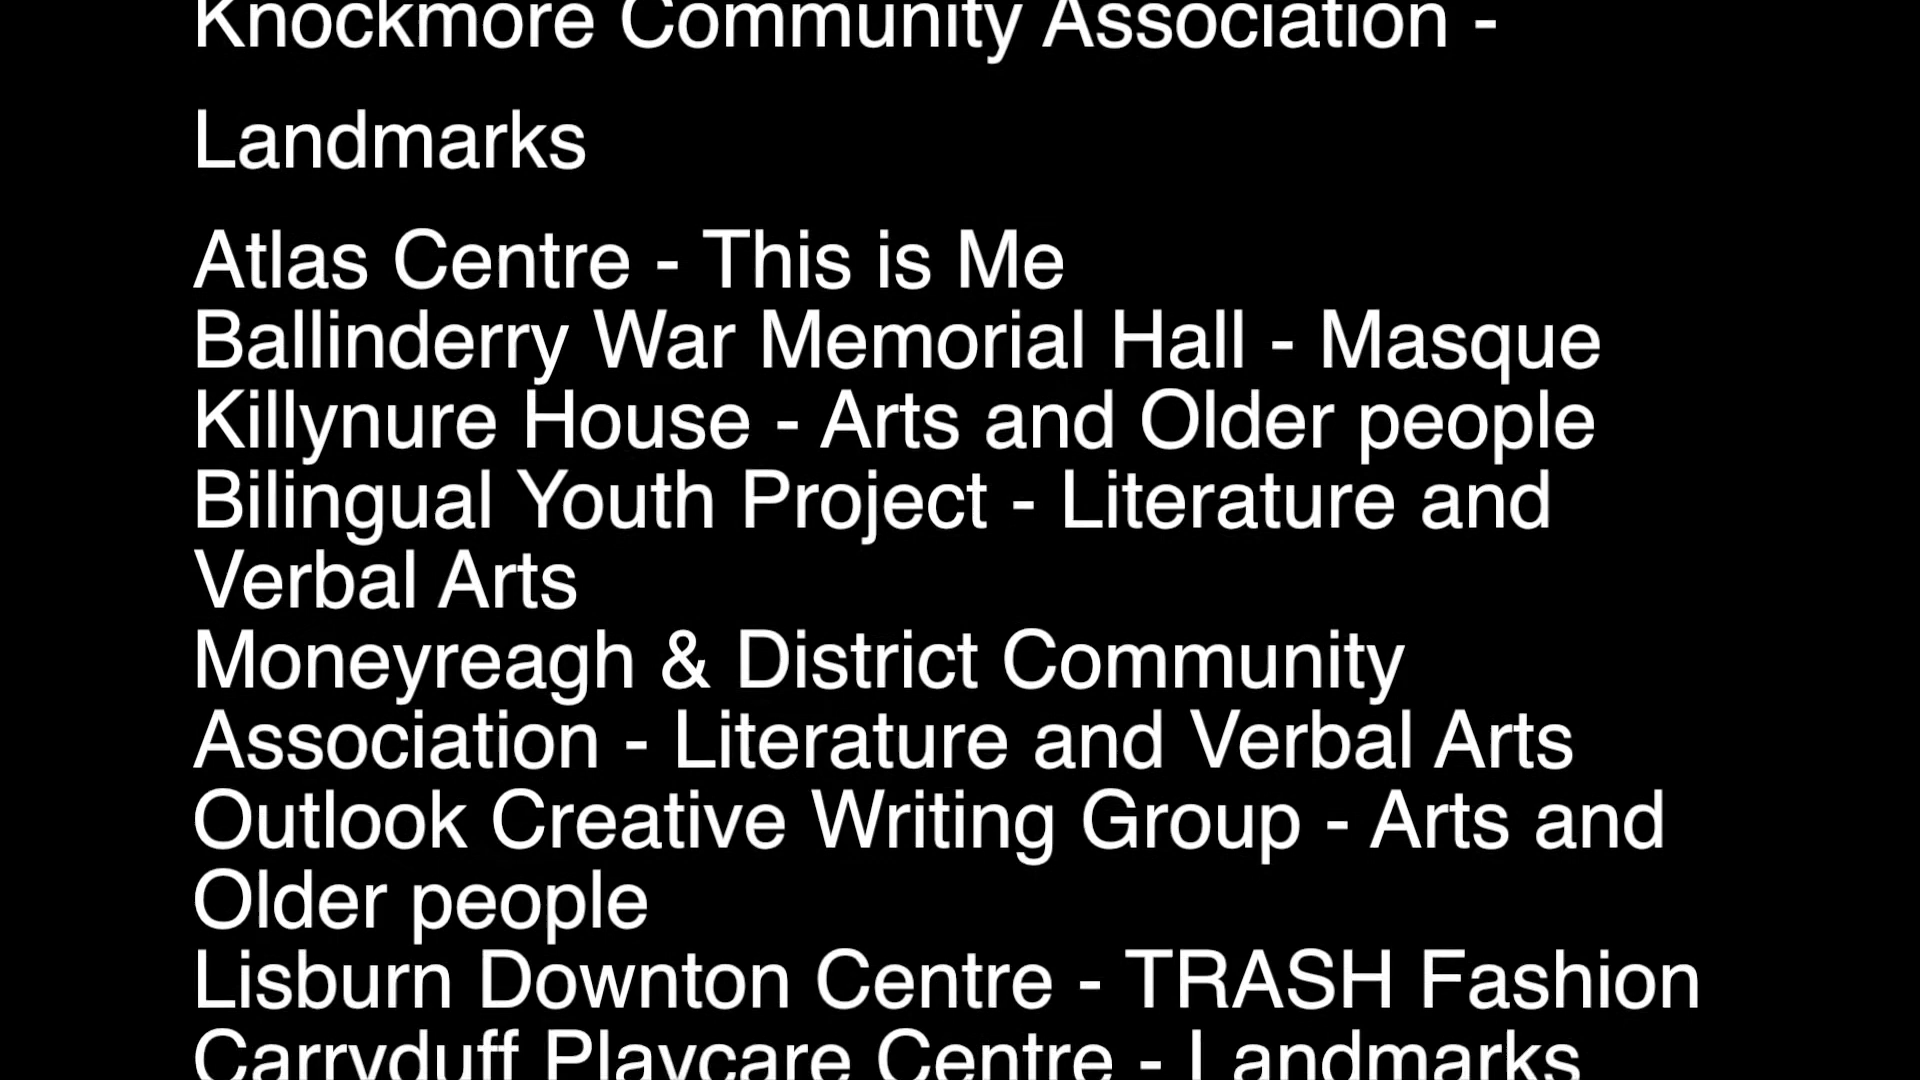 Knockmore Community Association -
Landmarks
Atlas Centre - This is Me
Ballinderry War Memorial Hall - Masque
Killynure House - Arts and Older people
Bilingual Youth Project - Literature and
Verbal Arts
Moneyreagh & District Community
Association - Literature and Verbal Arts
Outlook Creative Writing Group - Arts and
Older people
Lisburn Downton Centre - TRASH Fashion
Carryduff Playcare Centre - Landmarks